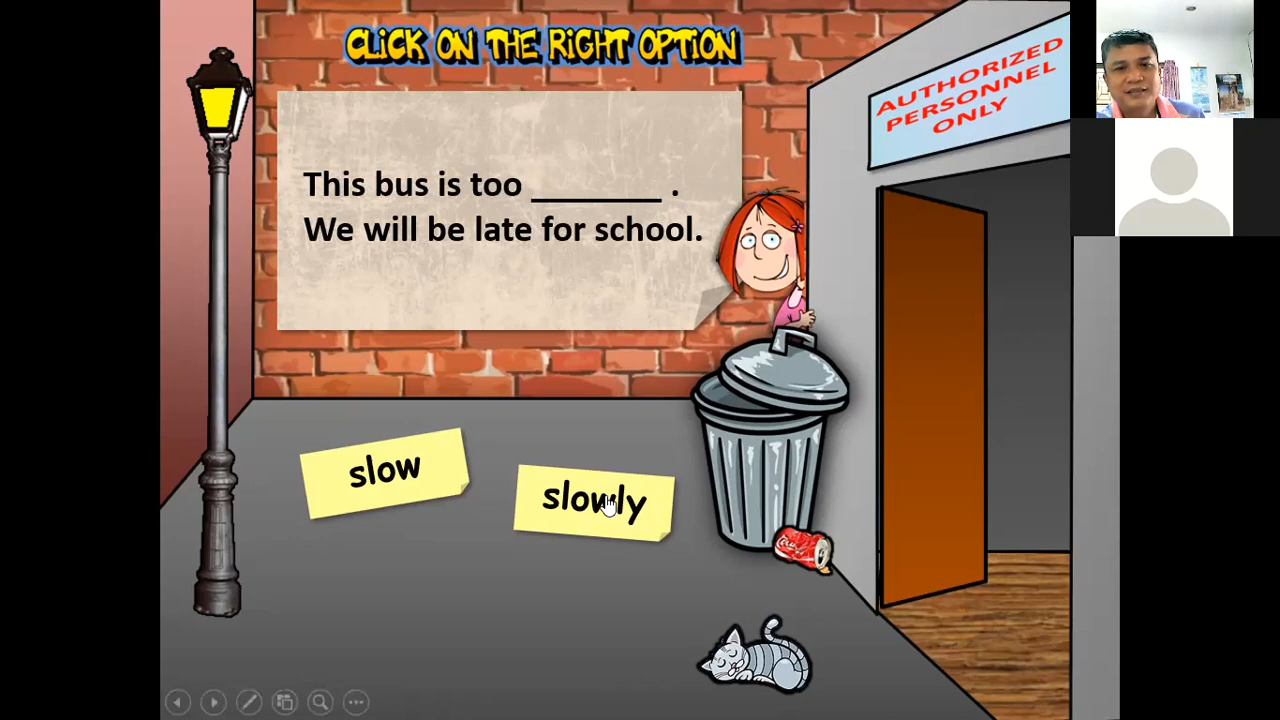 CLICK ON THE RIGHT OPTION
This bus is too ________ .
We will be late for school.
AUTHORIZED
PERSONNEL
ONLY
slow
slowly